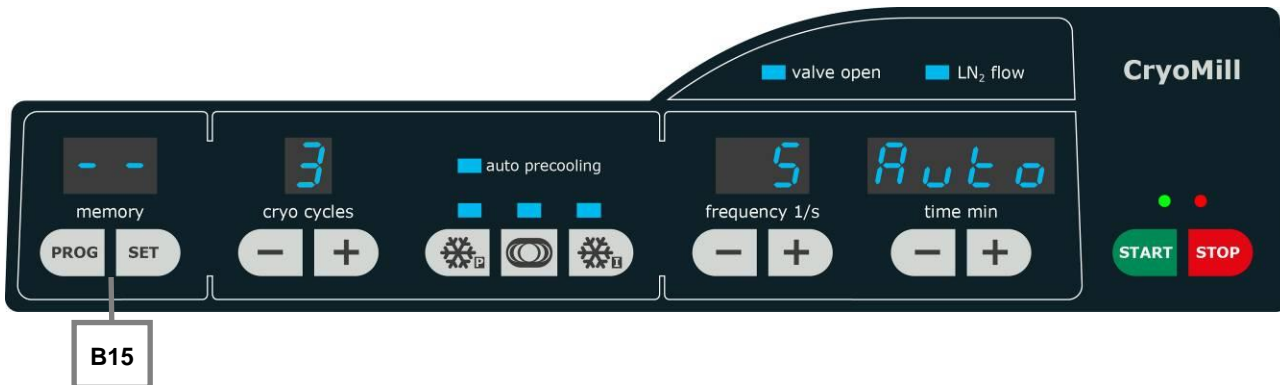 valve open LN₂ flow CryoMill
-- 3 5 Auto
auto precooling
memory cryo cycles frequency 1/s time min
PROG SET - + P I - + - + START STOP
B15